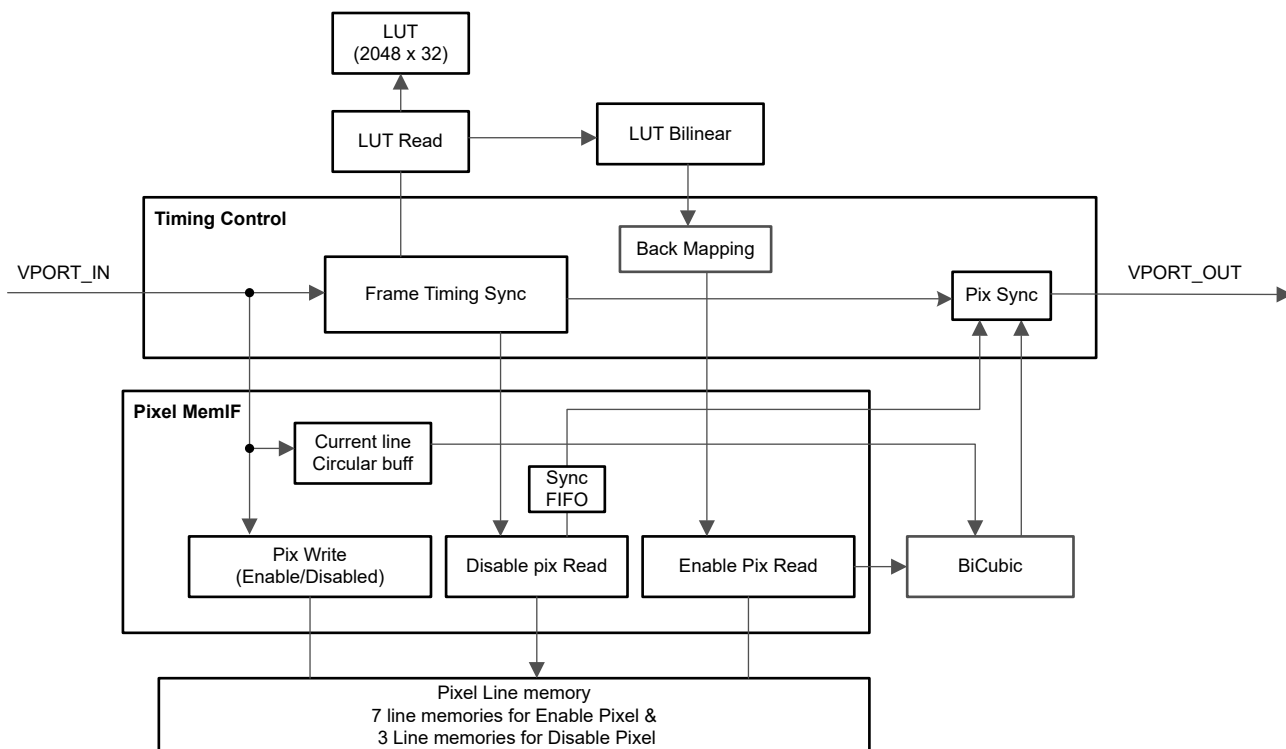 LUT
(2048 x 32)
LUT Read
LUT Bilinear
Timing Control
Back Mapping
VPORT_IN
Frame Timing Sync
Pix Sync
VPORT_OUT
Pixel MemIF
Current line
Circular buff
Sync
FIFO
Pix Write
(Enable/Disabled)
Disable pix Read
Enable Pix Read
BiCubic
Pixel Line memory
7 line memories for Enable Pixel &
3 Line memories for Disable Pixel